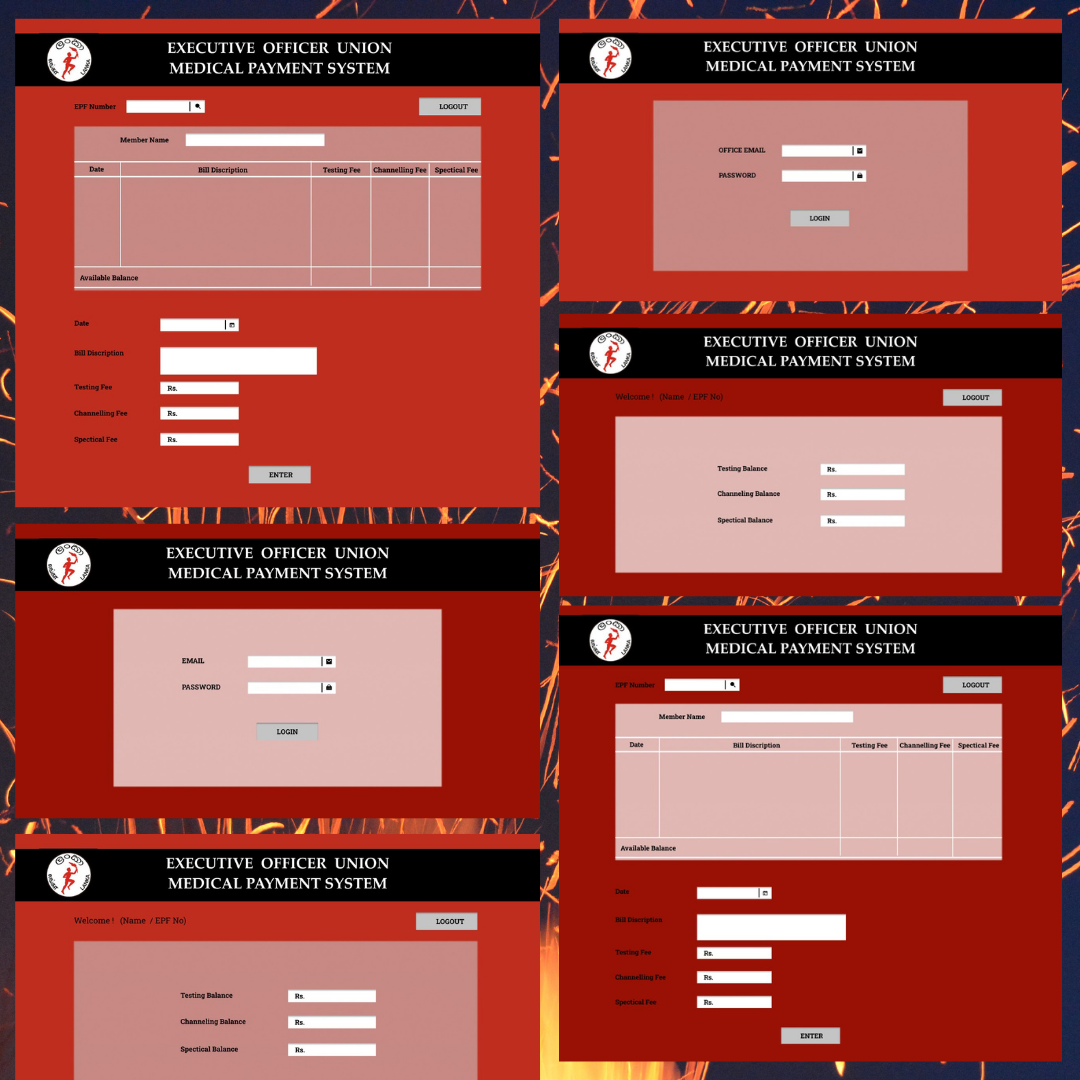 EXECUTIVE OFFICER UNION
MEDICAL PAYMENT SYSTEM
EPF Number
LOGOUT
Member Name
Date Bill Discription Testing Fee Channelling Fee Spectical Fee
Available Balance
Date
Bill Discription
Testing Fee Rs.
Channelling Fee Rs.
Spectical Fee Rs.
ENTER
EXECUTIVE OFFICER UNION
MEDICAL PAYMENT SYSTEM
EMAIL
PASSWORD
LOGIN
EXECUTIVE OFFICER UNION
MEDICAL PAYMENT SYSTEM
Welcome ! (Name / EPF No) LOGOUT
Testing Balance Rs.
Channeling Balance Rs.
Spectical Balance Rs.
EXECUTIVE OFFICER UNION
MEDICAL PAYMENT SYSTEM
OFFICE EMAIL
PASSWORD
LOGIN
EXECUTIVE OFFICER UNION
MEDICAL PAYMENT SYSTEM
Welcome ! (Name / EPF No) LOGOUT
Testing Balance Rs.
Channeling Balance Rs.
Spectical Balance Rs.
EXECUTIVE OFFICER UNION
MEDICAL PAYMENT SYSTEM
EPF Number
LOGOUT
Member Name
Date Bill Discription Testing Fee Channelling Fee Spectical Fee
Available Balance
Date
Bill Discription
Testing Fee Rs.
Channelling Fee Rs.
Spectical Fee Rs.
ENTER